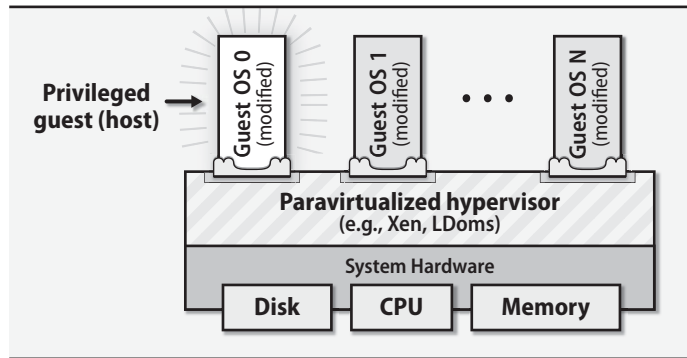 Privileged
guest (host)
Guest OS 0
(modified)
Guest OS 1
(modified)
• • •
Guest OS N
(modified)
Paravirtualized hypervisor
(e.g., Xen, LDoms)
System Hardware
Disk
CPU
Memory